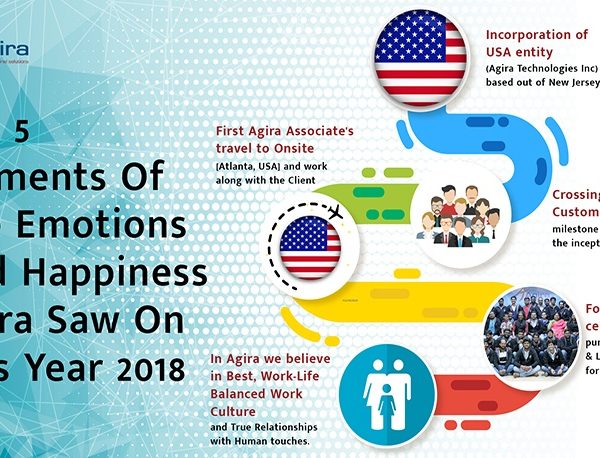 ira
5
ments Of
Emotions
Happiness
ra Saw On
s Year 2018
Incorporation of
USA entity
(Agira Technologies Inc)
based out of New Jersey
First Agira Associate's
travel to Onsite
(Atlanta, USA) and work
along with the Client
Crossing
Custom
milestone
the incept
Fo
ce
pu
& L
for
In Agira we believe
in Best, Work-Life
Balanced Work
Culture
and True Relationships
with Human touches.